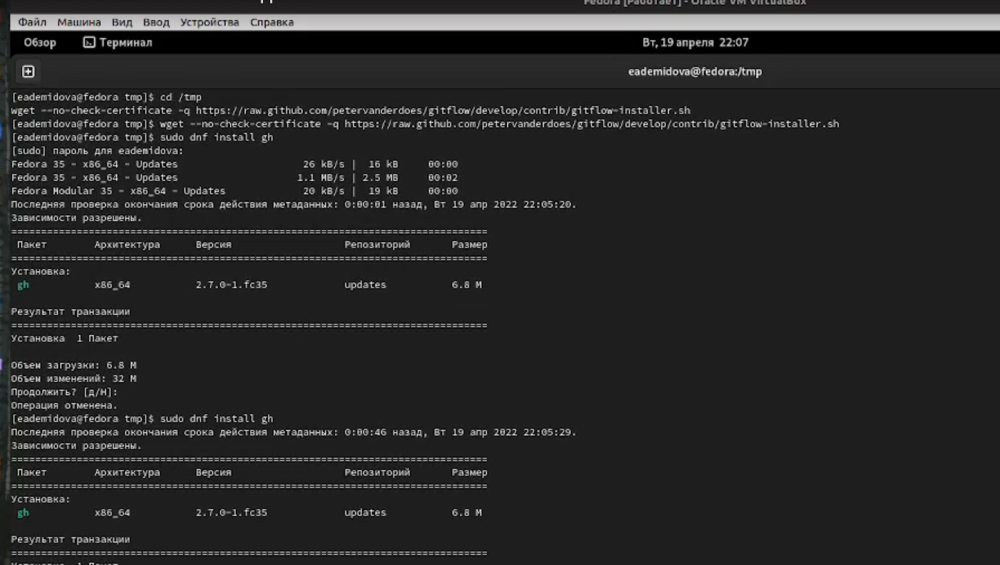 Fedora [Работает] - Oracle VM VirtualBox
Файл Машина Вид Ввод Устройства Справка
Обзор Терминал Вт, 19 апреля 22:07
eademidova@fedora:/tmp
[eademidova@fedora tmp]$ cd /tmp
wget --no-check-certificate -q https://raw.github.com/petervanderdoes/gitflow/develop/contrib/gitflow-installer.sh
[eademidova@fedora tmp]$ wget --no-check-certificate -q https://raw.github.com/petervanderdoes/gitflow/develop/contrib/gitflow-installer.sh
[eademidova@fedora tmp]$ sudo dnf install gh
[sudo] пароль для eademidova:
Fedora 35 - x86_64 - Updates 26 kB/s | 16 kB 00:00
Fedora 35 - x86_64 - Updates 1.1 MB/s | 2.5 MB 00:02
Fedora Modular 35 - x86_64 - Updates 20 kB/s | 19 kB 00:00
Последняя проверка окончания срока действия метаданных: 0:00:01 назад, Вт 19 апр 2022 22:05:20.
Зависимости разрешены.
================================================================================
Пакет Архитектура Версия Репозиторий Размер
================================================================================
Установка:
gh x86_64 2.7.0-1.fc35 updates 6.8 M
Результат транзакции
================================================================================
Установка 1 Пакет
Объем загрузки: 6.8 M
Объем изменений: 32 M
Продолжить? [д/Н]:
Операция отменена.
[eademidova@fedora tmp]$ sudo dnf install gh
Последняя проверка окончания срока действия метаданных: 0:00:46 назад, Вт 19 апр 2022 22:05:29.
Зависимости разрешены.
================================================================================
Пакет Архитектура Версия Репозиторий Размер
================================================================================
Установка:
gh x86_64 2.7.0-1.fc35 updates 6.8 M
Результат транзакции
================================================================================
Установка 1 Пакет